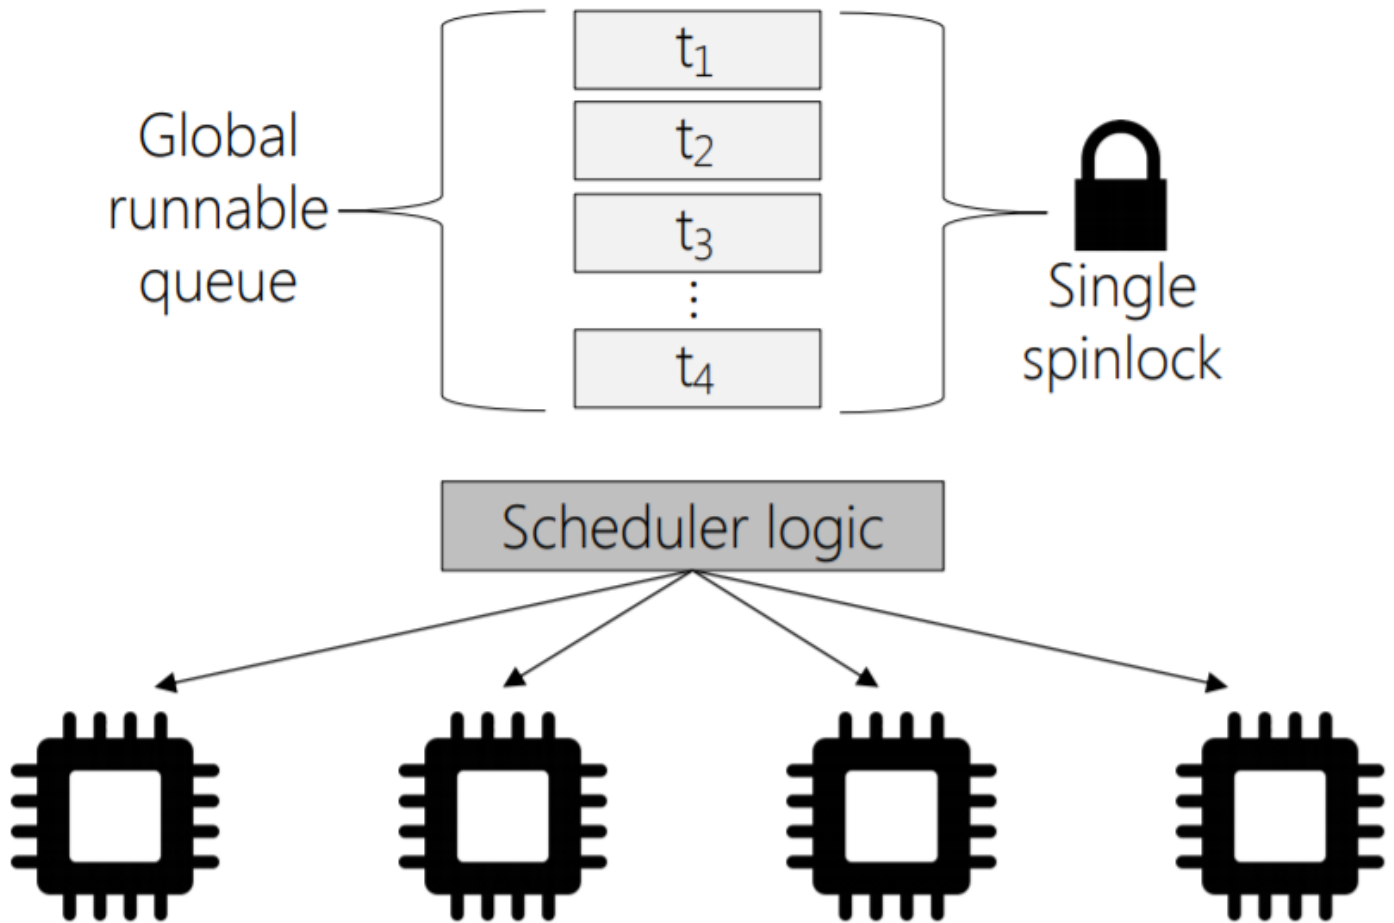 t1
t2
Global
runnable
queue
t3
⋮
t4
Single
spinlock
Scheduler logic